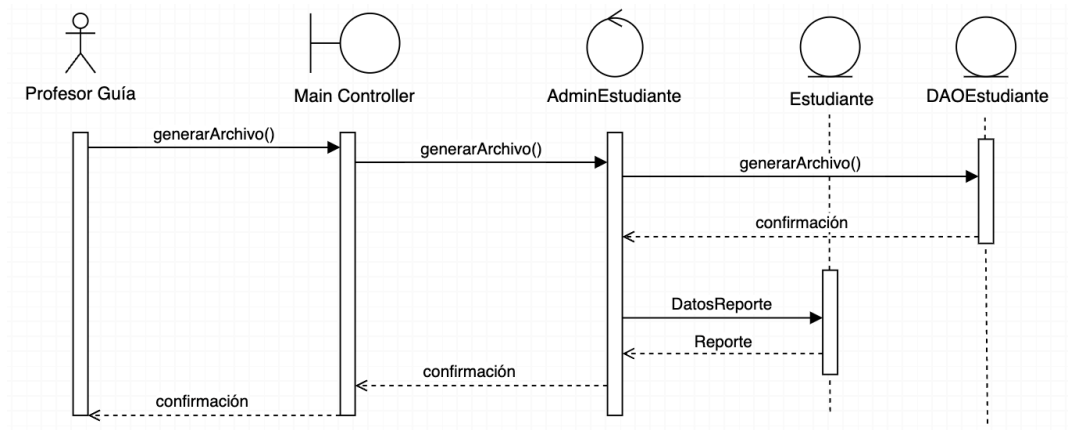 Profesor Guía
Main Controller
AdminEstudiante
Estudiante
DAOEstudiante
generarArchivo()
generarArchivo()
generarArchivo()
confirmación
DatosReporte
Reporte
confirmación
confirmación